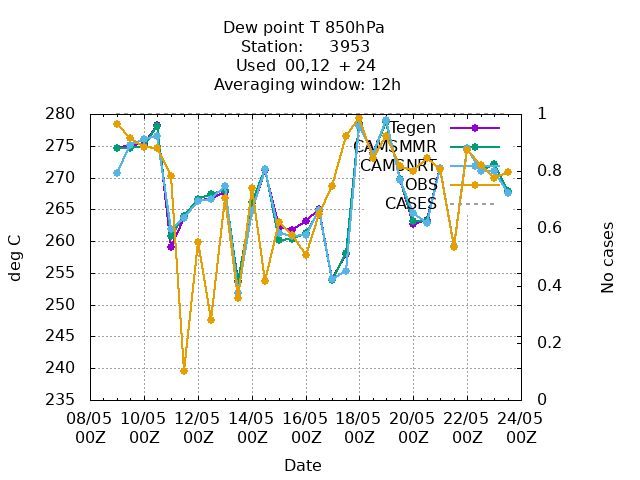 Dew point T 850hPa
Station: 3953
Used 00,12 + 24
Averaging window: 12h
280 1
Tegen
275 CAMSMMR
CAMSNRT
270 0.8
OBS
265 CASES
260 0.6
deg C No cases
255
0.4
250
245
0.2
240
235 0
08/05 10/05 12/05 14/05 16/05 18/05 20/05 22/05 24/05
00Z 00Z 00Z 00Z 00Z 00Z 00Z 00Z 00Z
Date